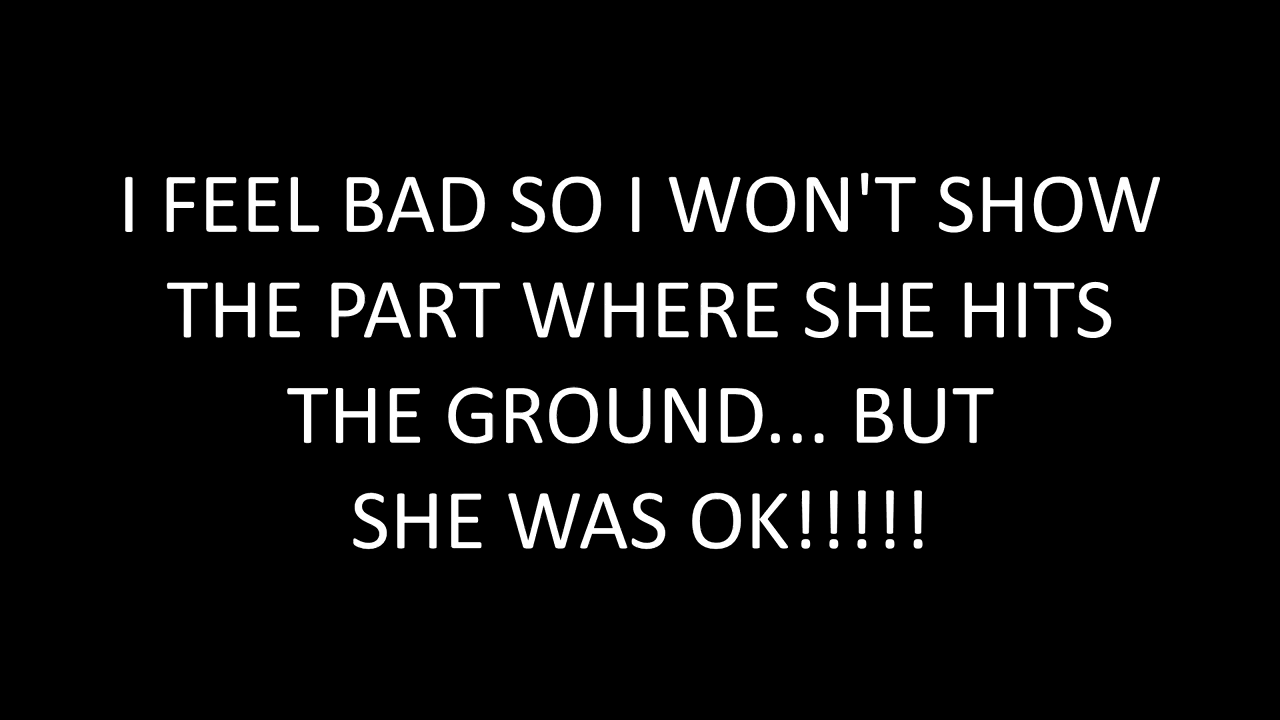 I FEEL BAD SO I WON'T SHOW
THE PART WHERE SHE HITS
THE GROUND... BUT
SHE WAS OK!!!!!